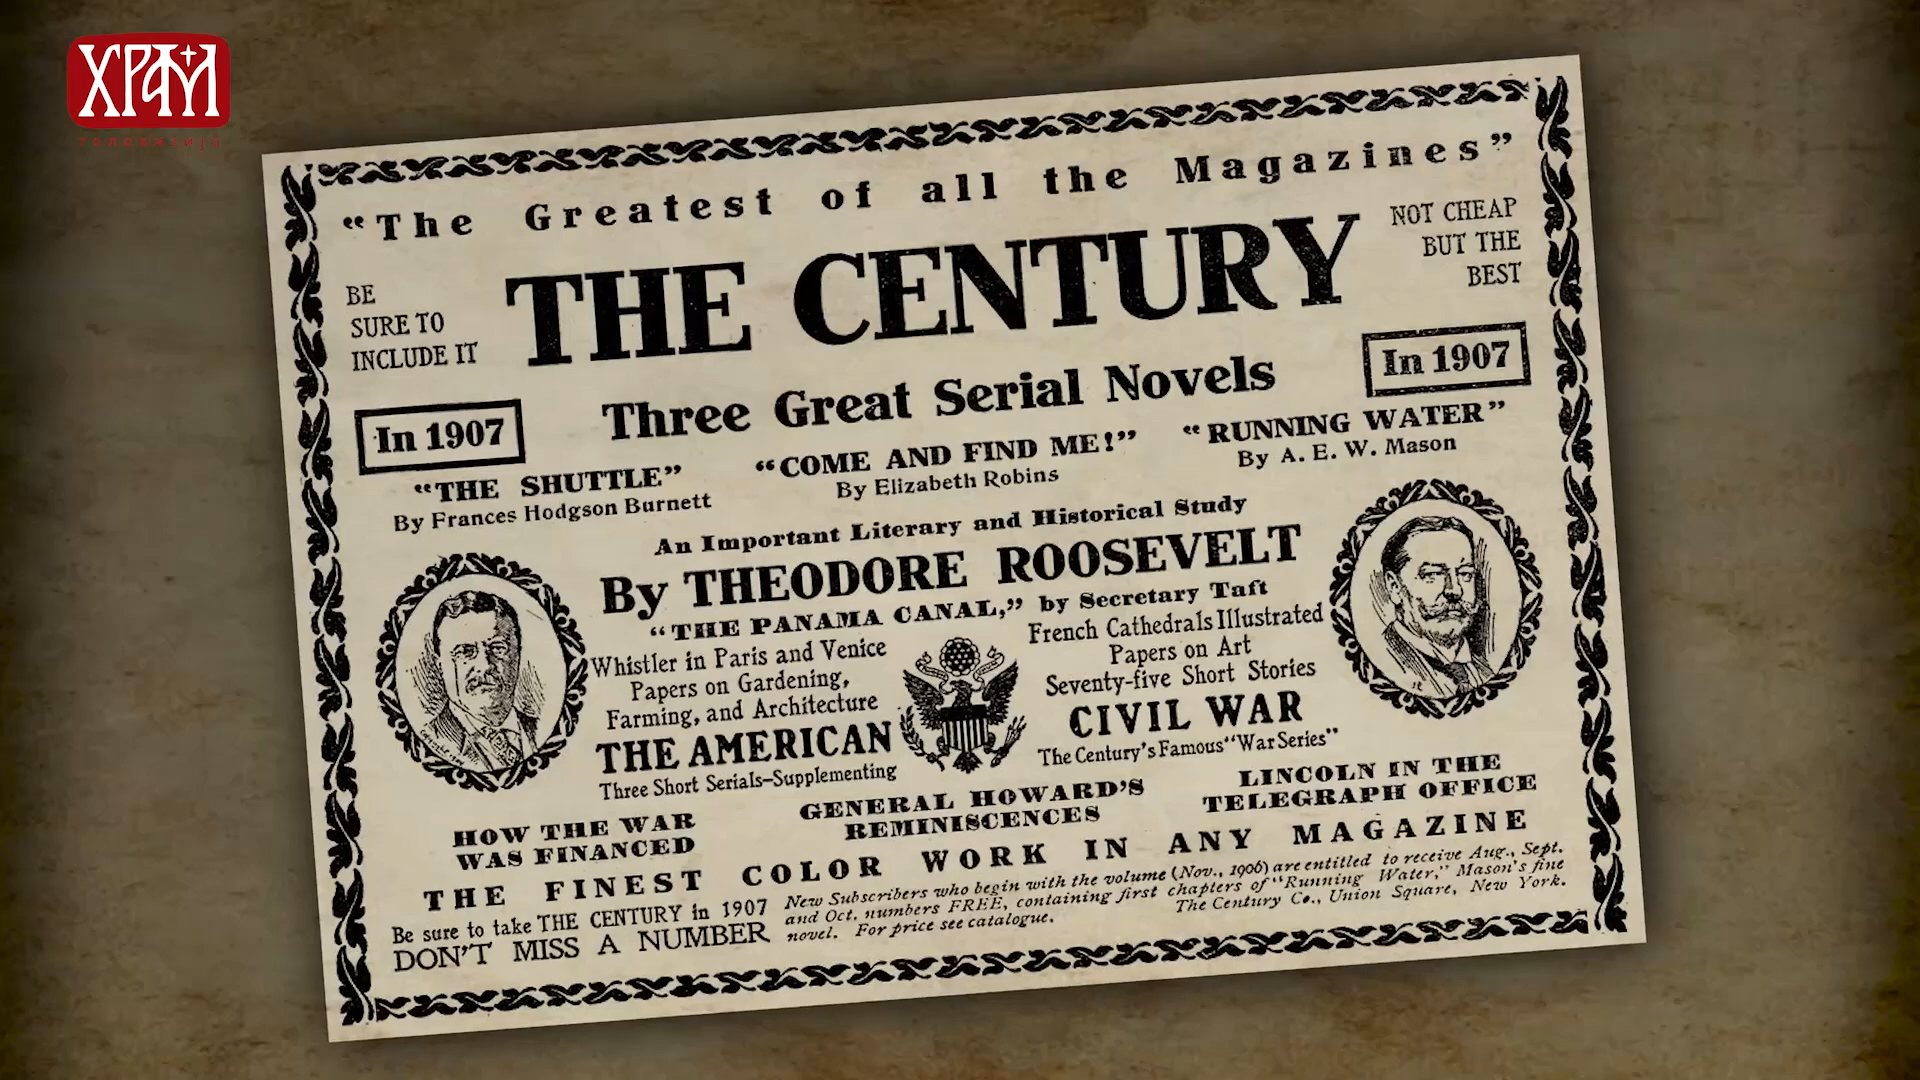 ХРАМ
"The Greatest of all the Magazines"
BE
SURE TO
INCLUDE IT
THE CENTURY
NOT CHEAP
BUT THE
BEST
In 1907
Three Great Serial Novels
In 1907
"THE SHUTTLE"
By Frances Hodgson Burnett
"COME AND FIND ME!"
By Elizabeth Robins
"RUNNING WATER"
By A. E. W. Mason
An Important Literary and Historical Study
By THEODORE ROOSEVELT
"THE PANAMA CANAL," by Secretary Taft
Whistler in Paris and Venice
Papers on Gardening,
Farming, and Architecture
French Cathedrals Illustrated
Papers on Art
Seventy-five Short Stories
THE AMERICAN
CIVIL WAR
Three Short Serials—Supplementing
The Century's Famous "War Series"
HOW THE WAR
WAS FINANCED
GENERAL HOWARD'S
REMINISCENCES
LINCOLN IN THE
TELEGRAPH OFFICE
THE FINEST COLOR WORK IN ANY MAGAZINE
Be sure to take THE CENTURY in 1907
DON'T MISS A NUMBER
New Subscribers who begin with the volume (Nov., 1906) are entitled to receive Aug., Sept.
and Oct. numbers FREE, containing first chapters of "Running Water," Mason's fine
novel. For price see catalogue. The Century Co., Union Square, New York.